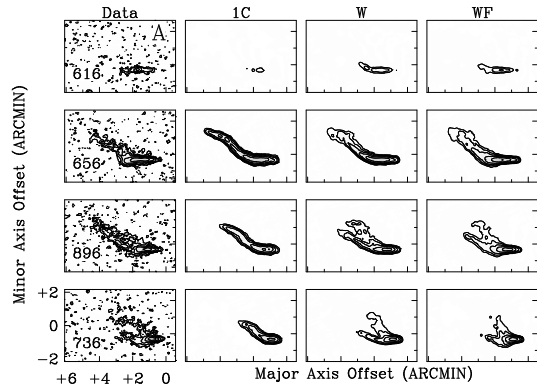 Data 1C W WF
A
616
656
896
736
Minor Axis Offset (ARCMIN)
+2
0
−2
+6 +4 +2 0
Major Axis Offset (ARCMIN)